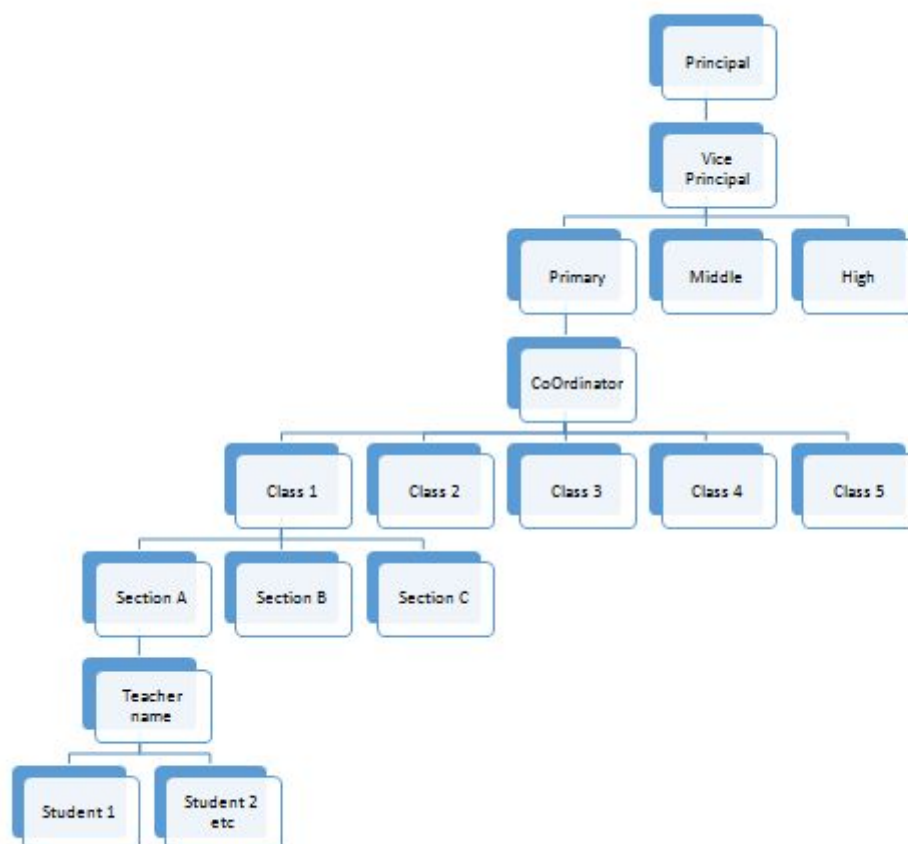 Principal
Vice
Principal
Primary
Middle
High
CoOrdinator
Class 1
Class 2
Class 3
Class 4
Class 5
Section A
Section B
Section C
Teacher
name
Student 1
Student 2
etc